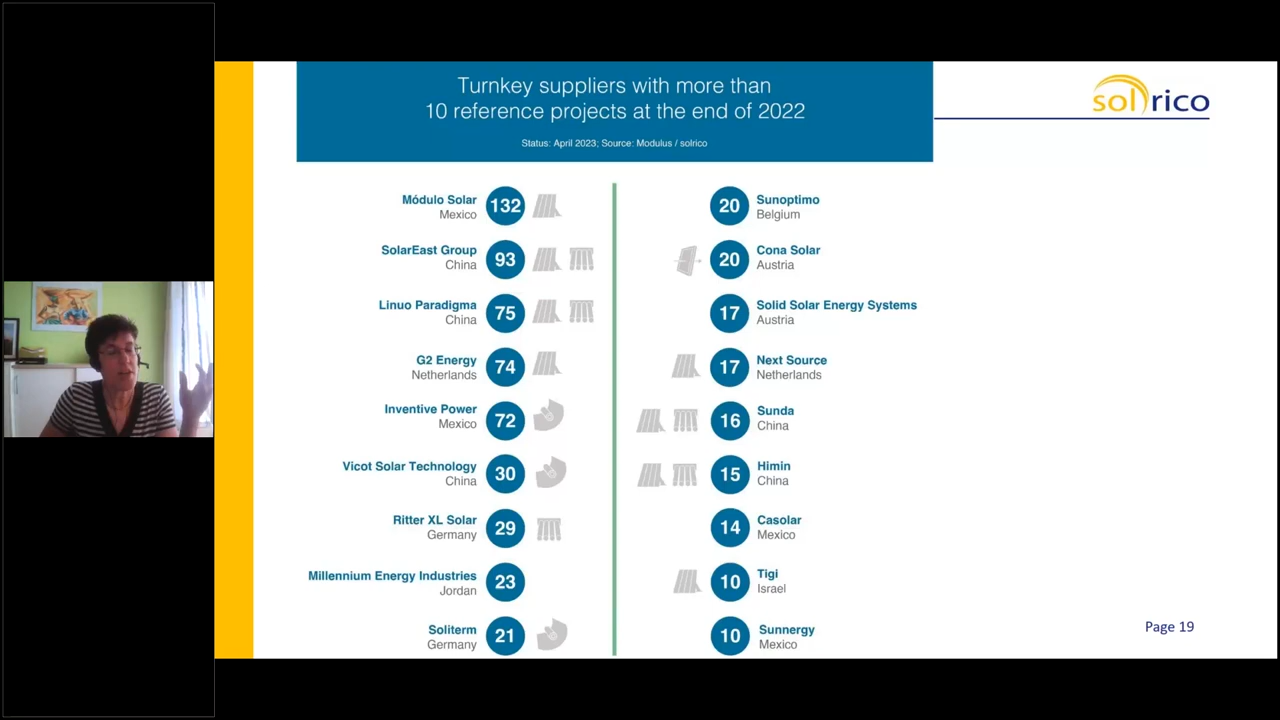 Turnkey suppliers with more than
10 reference projects at the end of 2022
Status: April 2023; Source: Modulus / solrico
solrico
Módulo Solar
Mexico
132
SolarEast Group
China
93
Linuo Paradigma
China
75
G2 Energy
Netherlands
74
Inventive Power
Mexico
72
Vicot Solar Technology
China
30
Ritter XL Solar
Germany
29
Millennium Energy Industries
Jordan
23
Soliterm
Germany
21
20
Sunoptimo
Belgium
20
Cona Solar
Austria
17
Solid Solar Energy Systems
Austria
17
Next Source
Netherlands
16
Sunda
China
15
Himin
China
14
Casolar
Mexico
10
Tigi
Israel
10
Sunnergy
Mexico
Page 19